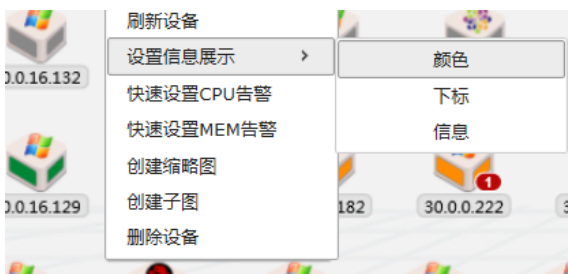 刷新设备
设置信息展示 >
颜色
下标
信息
快速设置CPU告警
快速设置MEM告警
创建缩略图
创建子图
删除设备
0.0.16.132
0.0.16.129
182
30.0.0.222
1
3